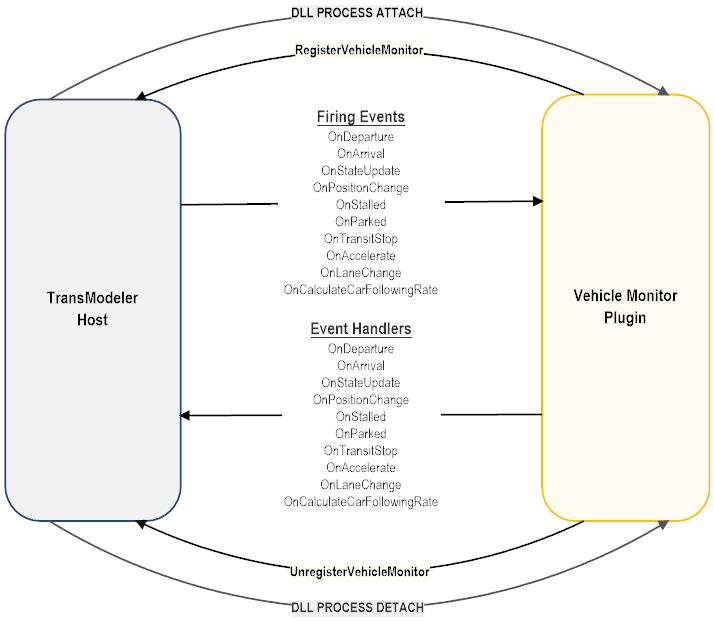 DLL PROCESS ATTACH
RegisterVehicleMonitor
Firing Events
OnDeparture
OnArrival
OnStateUpdate
OnPositionChange
OnStalled
OnParked
OnTransitStop
OnAccelerate
OnLaneChange
OnCalculateCarFollowingRate
TransModeler
Host
Vehicle Monitor
Plugin
Event Handlers
OnDeparture
OnArrival
OnStateUpdate
OnPositionChange
OnStalled
OnParked
OnTransitStop
OnAccelerate
OnLaneChange
OnCalculateCarFollowingRate
UnregisterVehicleMonitor
DLL PROCESS DETACH